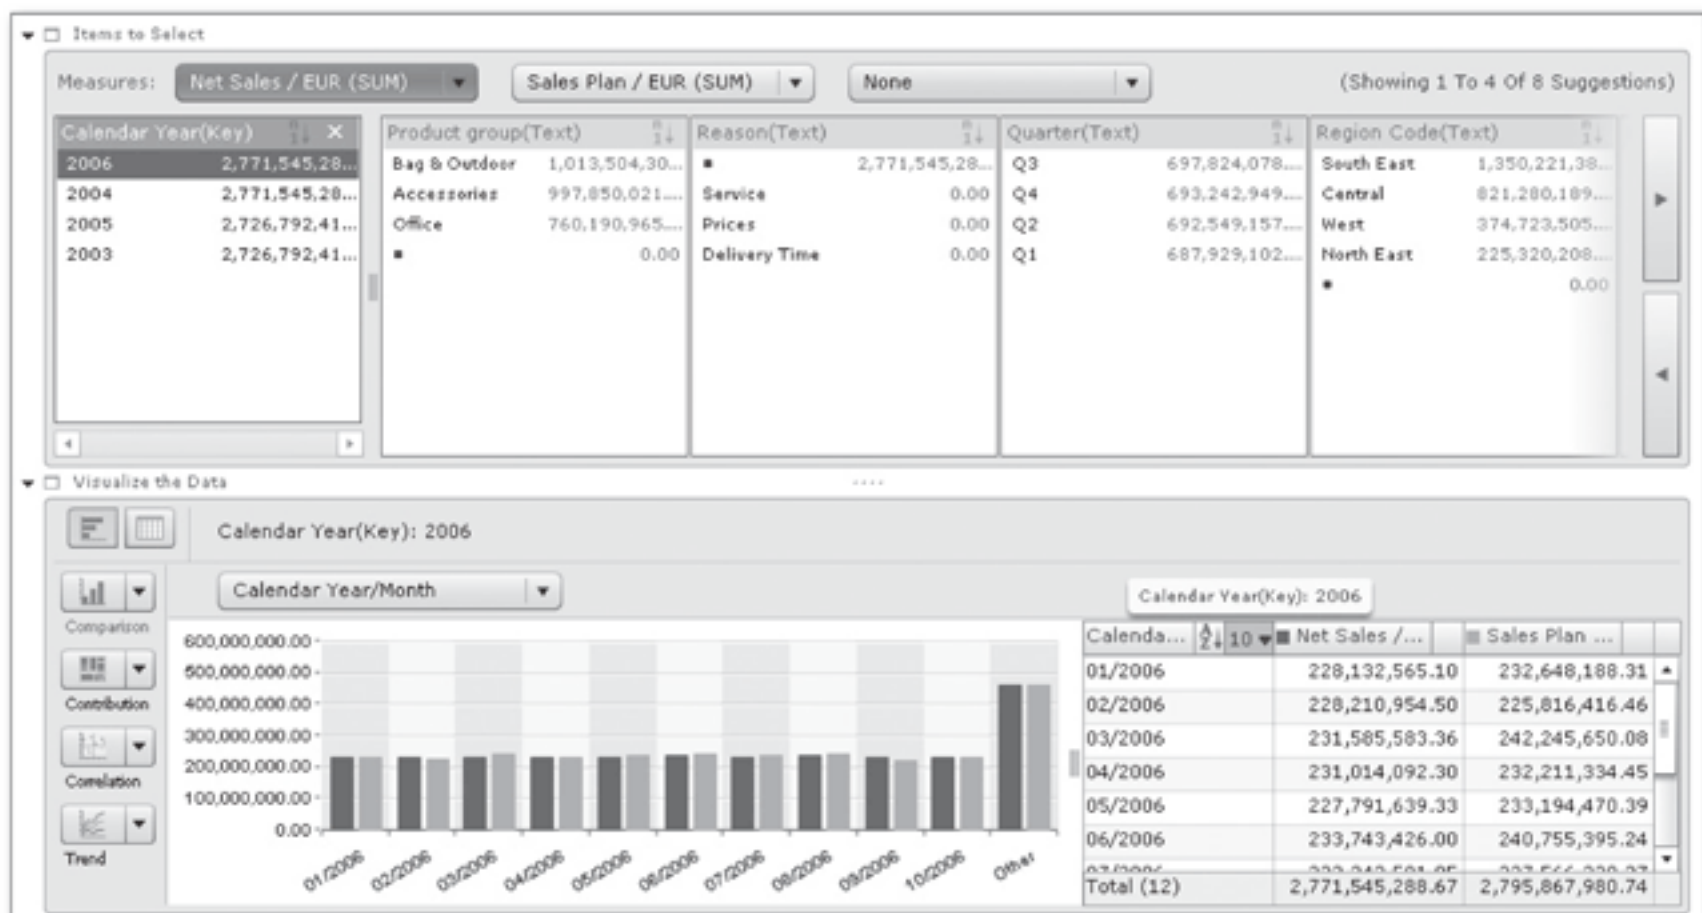 Items to Select
Measures: Net Sales / EUR (SUM) Sales Plan / EUR (SUM) None (Showing 1 To 4 Of 8 Suggestions)
Calendar Year(Key) Product group(Text) Reason(Text) Quarter(Text) Region Code(Text)
2006 2,771,545,28... Bag & Outdoor 1,013,504,30... 2,771,545,28... Q3 697,824,078.... South East 1,350,221,38...
2004 2,771,545,28... Accessories 997,850,021.... Service 0.00 Q4 693,242,949.... Central 821,280,189....
2005 2,726,792,41... Office 760,190,965.... Prices 0.00 Q2 692,549,157.... West 374,723,505....
2003 2,726,792,41... 0.00 Delivery Time 0.00 Q1 687,929,102.... North East 225,320,208....
0.00
Visualize the Data
Calendar Year(Key): 2006
Calendar Year/Month
Calendar Year(Key): 2006
Comparison
Contribution
Correlation
Trend
600,000,000.00
500,000,000.00
400,000,000.00
300,000,000.00
200,000,000.00
100,000,000.00
0.00
01/2006 02/2006 03/2006 04/2006 05/2006 06/2006 07/2006 08/2006 09/2006 10/2006 Other
Calenda... 10 Net Sales /... Sales Plan ...
01/2006 228,132,565.10 232,648,188.31
02/2006 228,210,954.50 225,816,416.46
03/2006 231,585,583.36 242,245,650.08
04/2006 231,014,092.30 232,211,334.45
05/2006 227,791,639.33 233,194,470.39
06/2006 233,743,426.00 240,755,395.24
Total (12) 2,771,545,288.67 2,795,867,980.74